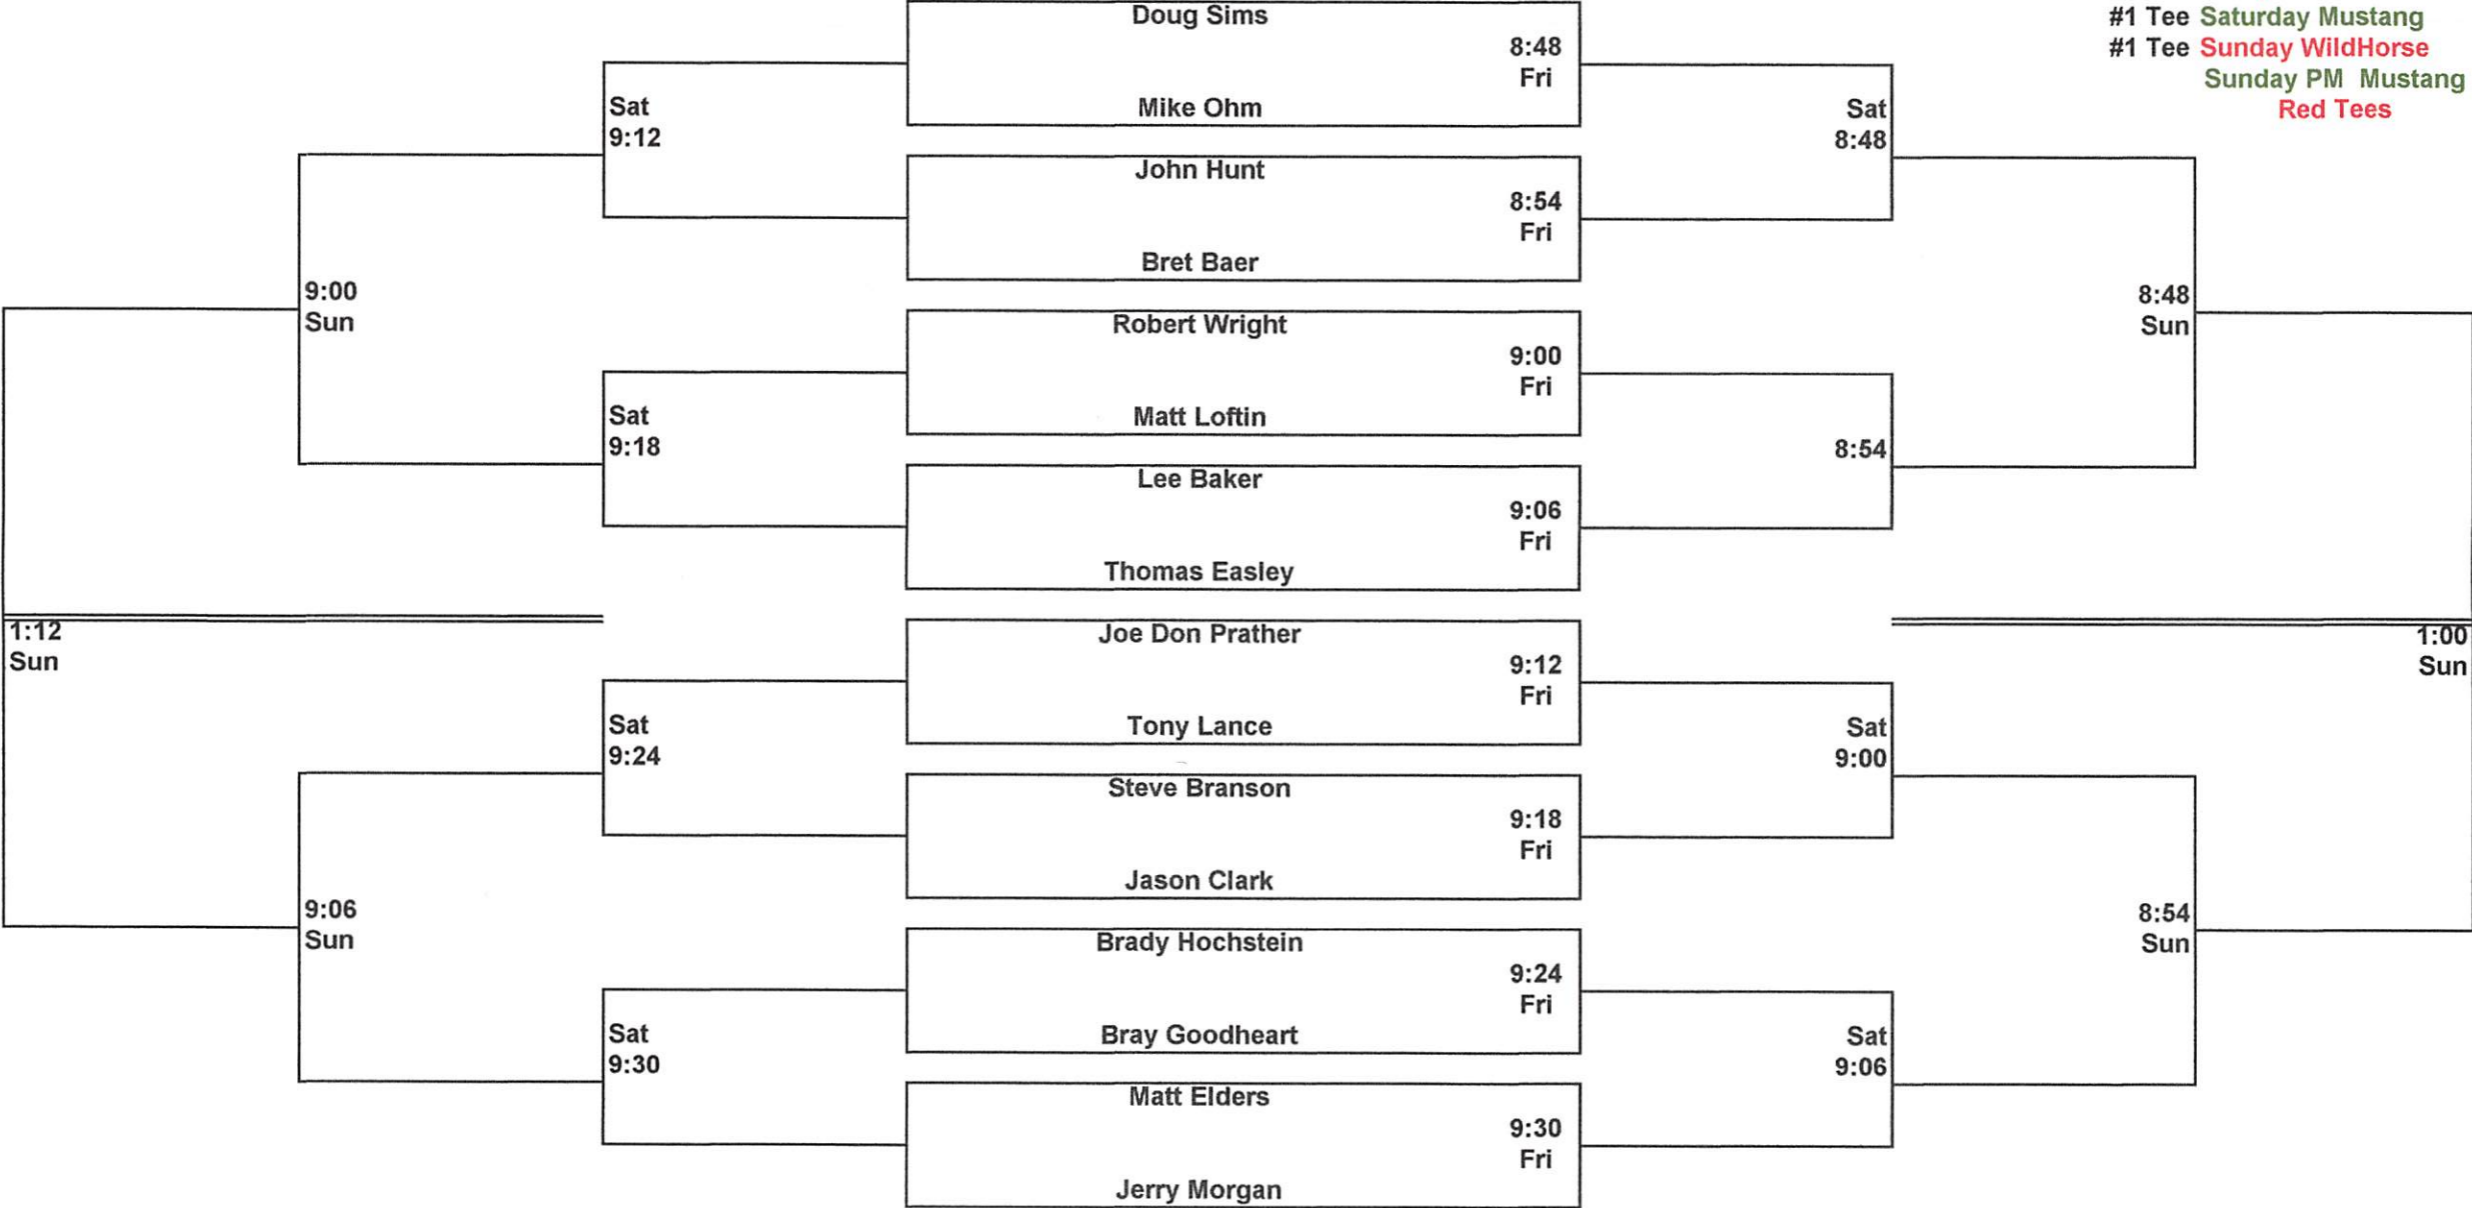 Doug Sims
#1 Tee Saturday Mustang
8:48
#1 Tee Sunday WildHorse
Fri
Sunday PM Mustang
Sat
Mike Ohm
Sat
Red Tees
9:12
8:48
John Hunt
8:54
Fri
Bret Baer
9:00
Sun
8:48
Sun
Robert Wright
9:00
Fri
Sat
Matt Loftin
9:18
8:54
Lee Baker
9:06
Fri
Thomas Easley
1:12
Sun
Joe Don Prather
1:00
Sun
9:12
Fri
Sat
Tony Lance
Sat
9:24
9:00
Steve Branson
9:18
Fri
Jason Clark
9:06
Sun
8:54
Sun
Brady Hochstein
9:24
Fri
Sat
Bray Goodheart
Sat
9:30
9:06
Matt Elders
9:30
Fri
Jerry Morgan